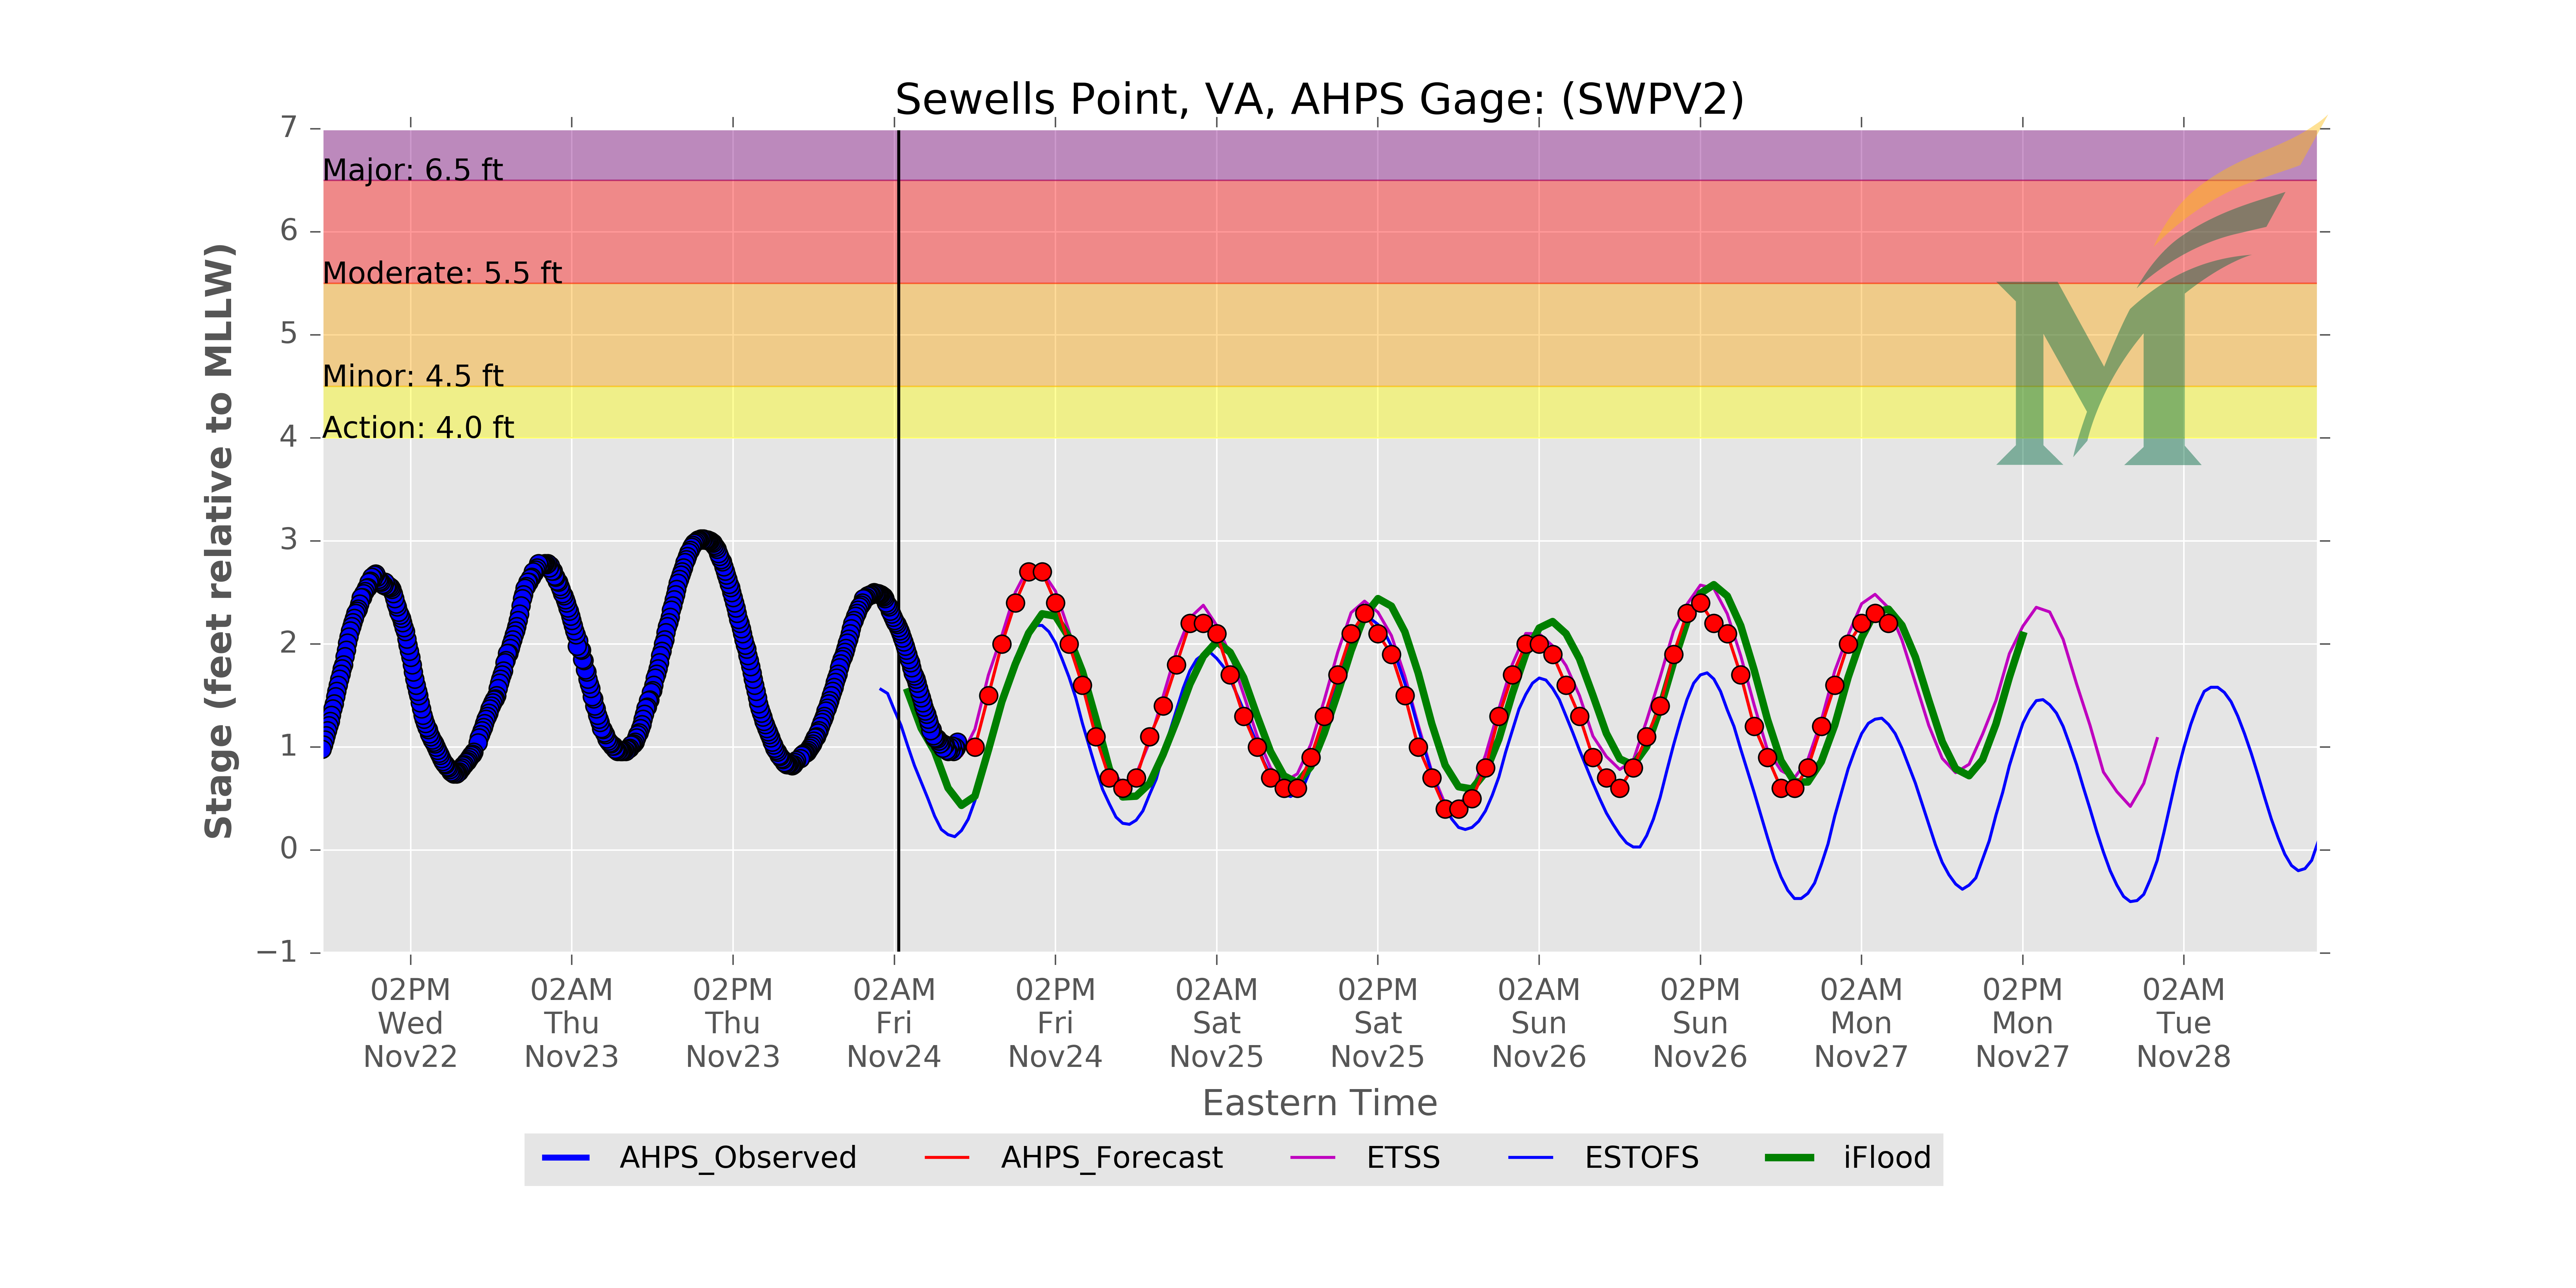 Sewells Point, VA, AHPS Gage: (SWPV2)
7
Major: 6.5 ft
6
Moderate: 5.5 ft
5
Minor: 4.5 ft
Action: 4.0 ft
4
3
2
1
0
−1
Stage (feet relative to MLLW)
02PM 02AM 02PM 02AM 02PM 02AM 02PM 02AM 02PM 02AM 02PM 02AM
Wed Thu Thu Fri Fri Sat Sat Sun Sun Mon Mon Tue
Nov22 Nov23 Nov23 Nov24 Nov24 Nov25 Nov25 Nov26 Nov26 Nov27 Nov27 Nov28
Eastern Time
AHPS_Observed AHPS_Forecast ETSS ESTOFS iFlood